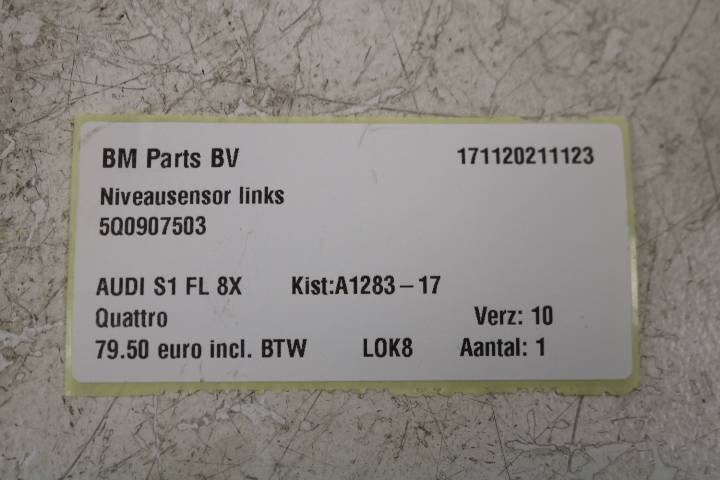 BM Parts BV 171120211123
Niveausensor links
5Q0907503
AUDI S1 FL 8X Kist:A1283-17
Quattro Verz: 10
79.50 euro incl. BTW LOK8 Aantal: 1